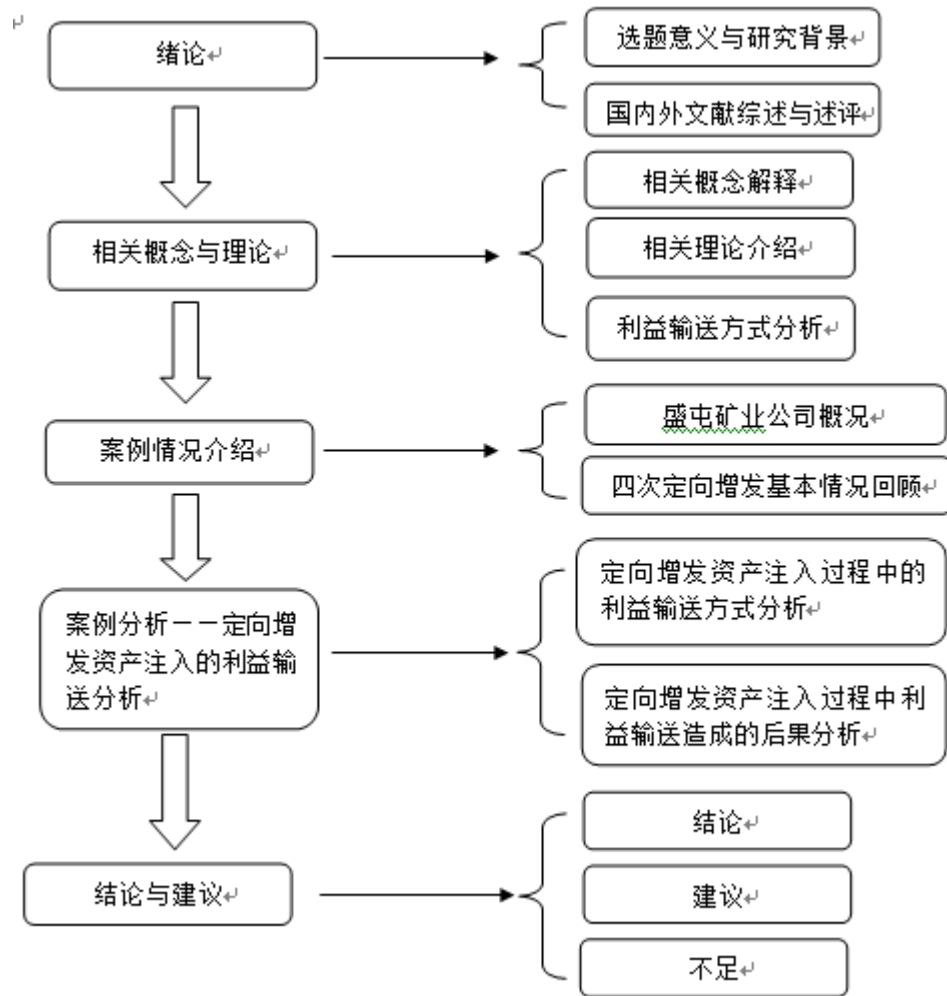 绪论
选题意义与研究背景
国内外文献综述与述评
相关概念与理论
相关概念解释
相关理论介绍
利益输送方式分析
案例情况介绍
盛屯矿业公司概况
四次定向增发基本情况回顾
案例分析——定向增
发资产注入的利益输
送分析
定向增发资产注入过程中的
利益输送方式分析
定向增发资产注入过程中利
益输送造成的后果分析
结论与建议
结论
建议
不足